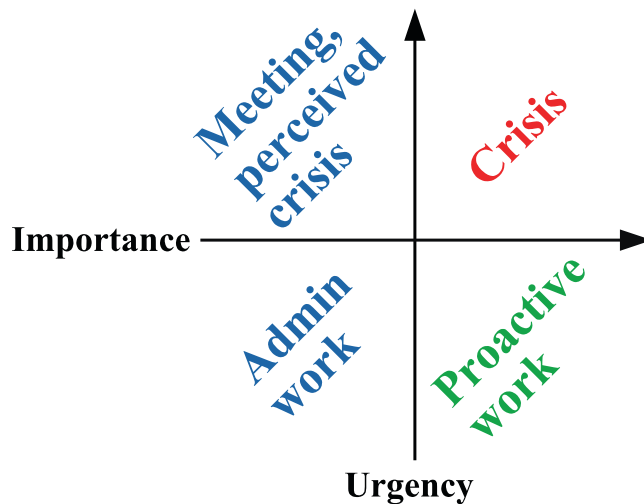 Meeting,
perceived
crisis
Crisis
Importance
Admin
work
Proactive
work
Urgency